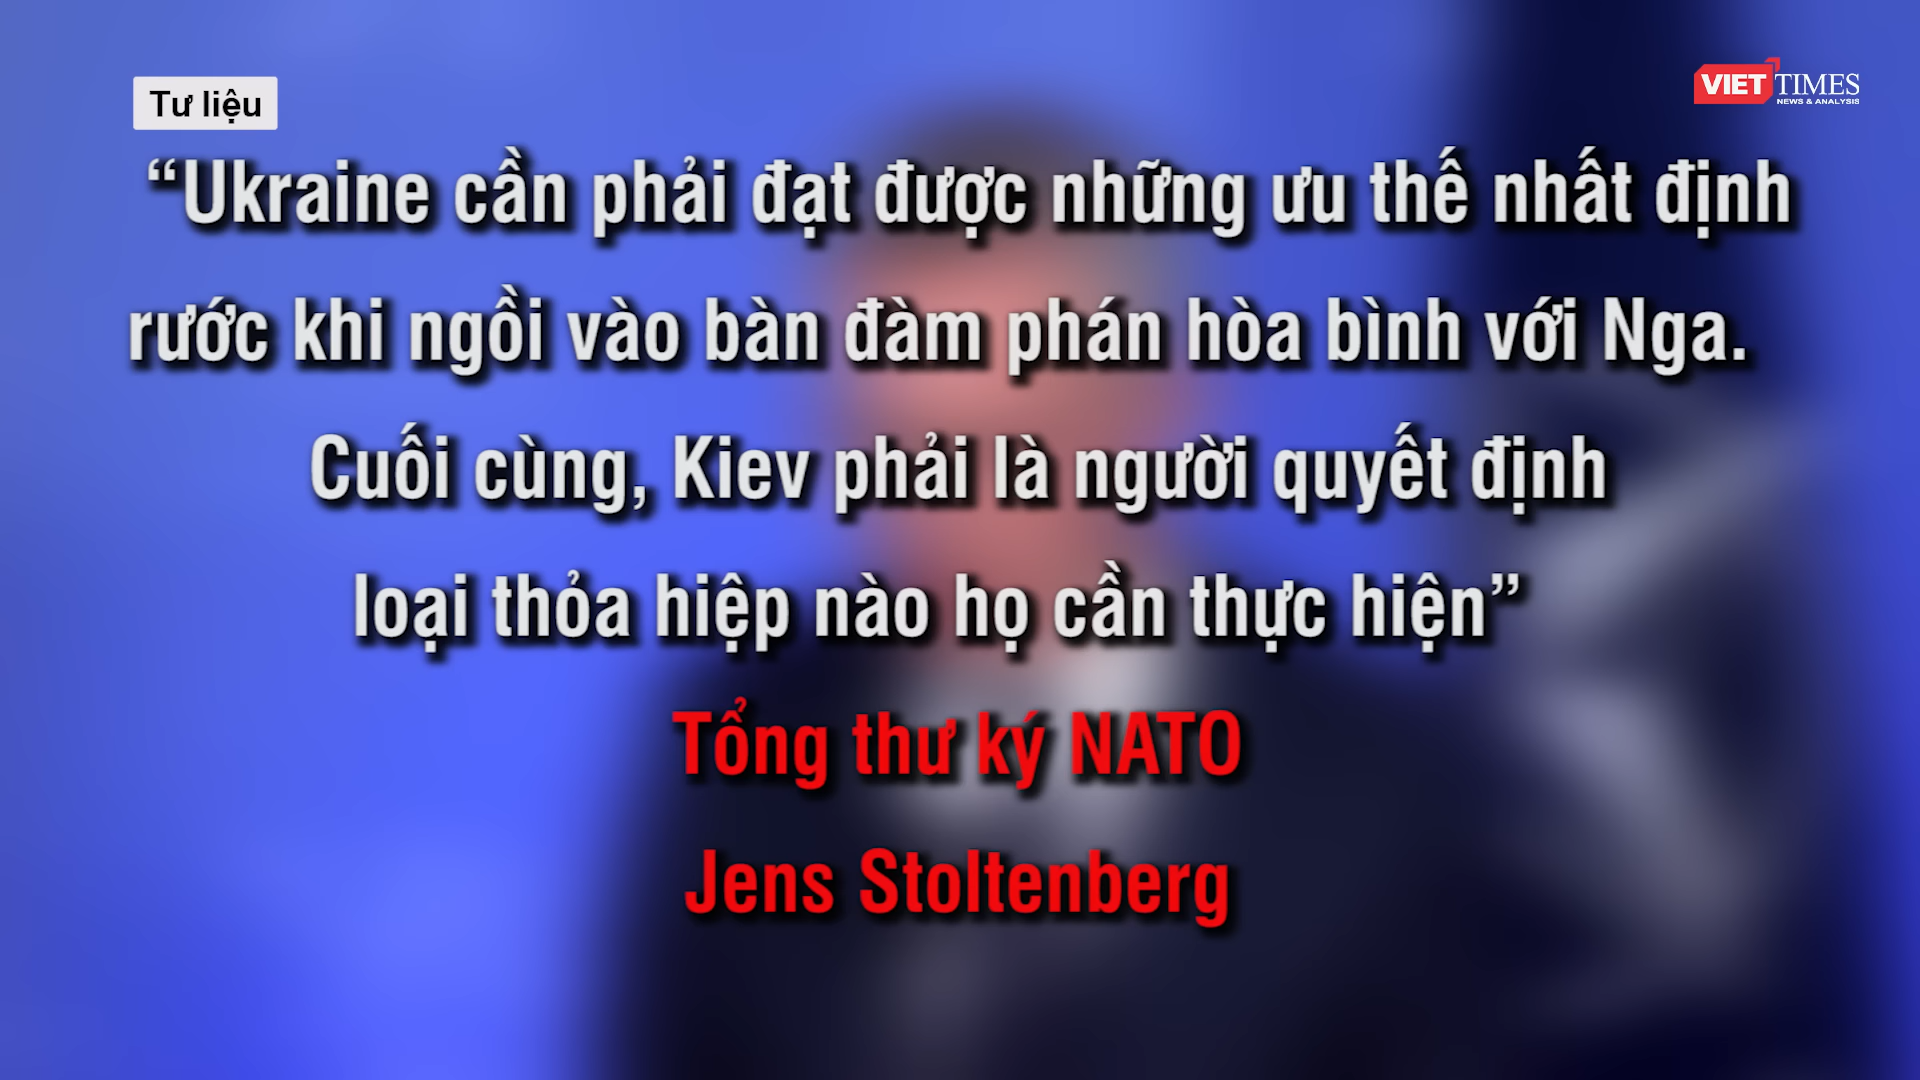 Tư liệu
VIET TIMES
NEWS & ANALYSIS
“Ukraine cần phải đạt được những ưu thế nhất định
rước khi ngồi vào bàn đàm phán hòa bình với Nga.
Cuối cùng, Kiev phải là người quyết định
loại thỏa hiệp nào họ cần thực hiện”
Tổng thư ký NATO
Jens Stoltenberg